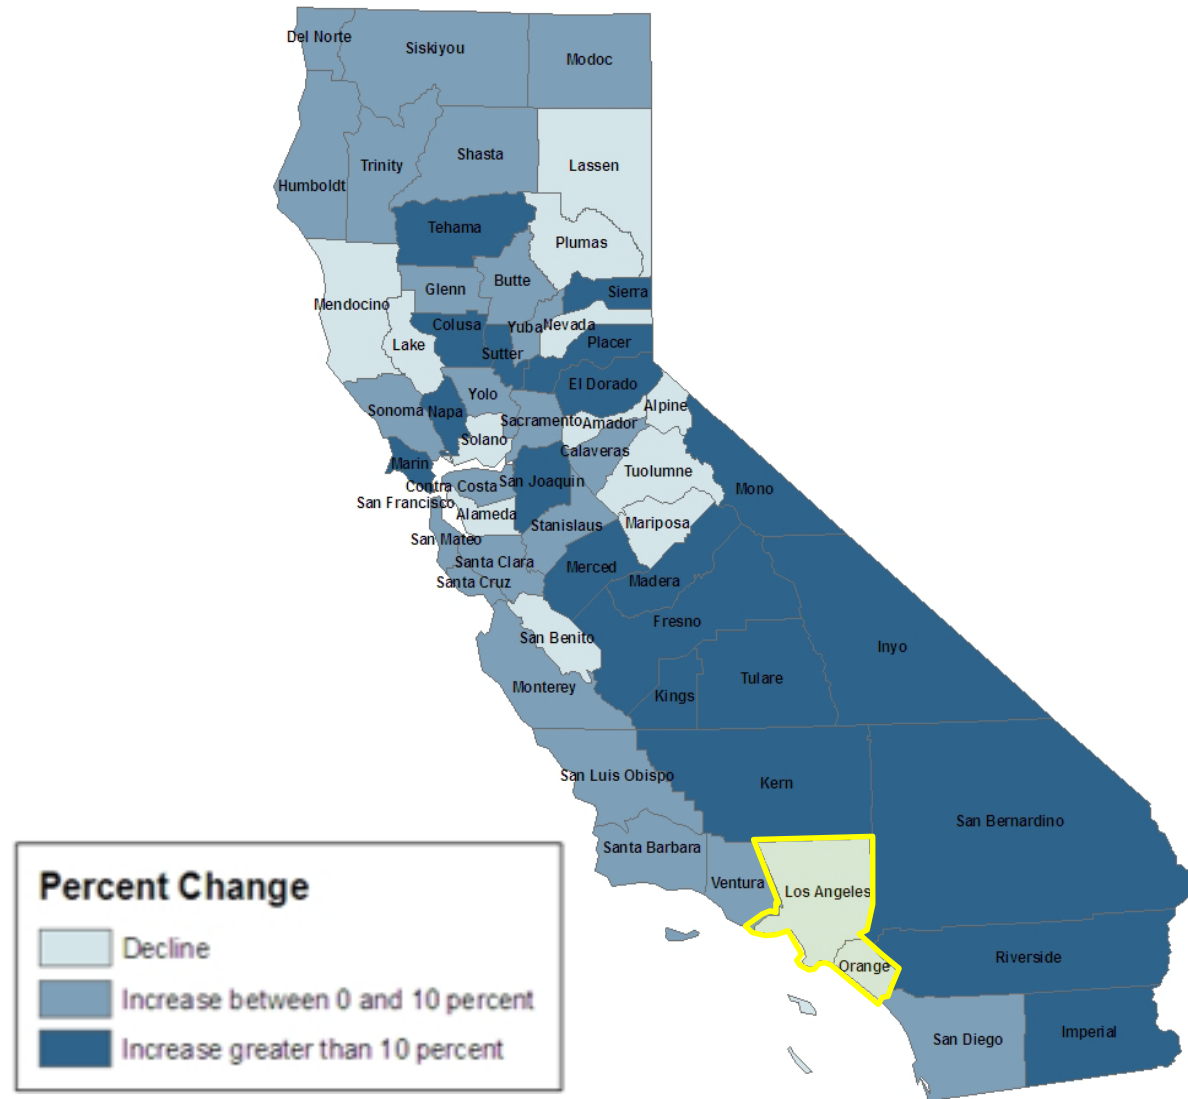 Del Norte
Siskiyou
Modoc
Humboldt
Trinity
Shasta
Lassen
Tehama
Plumas
Mendocino
Glenn
Butte
Sierra
Lake
Colusa
Yuba
Nevada
Sutter
Placer
El Dorado
Sonoma
Napa
Yolo
Sacramento
Amador
Alpine
Solano
Calaveras
Marin
Tuolumne
Contra Costa
San Joaquin
Mono
San Francisco
Alameda
Stanislaus
Mariposa
San Mateo
Santa Clara
Merced
Santa Cruz
Madera
San Benito
Fresno
Inyo
Monterey
Kings
Tulare
San Luis Obispo
Kern
San Bernardino
Santa Barbara
Ventura
Los Angeles
Orange
Riverside
San Diego
Imperial
Percent Change
Decline
Increase between 0 and 10 percent
Increase greater than 10 percent